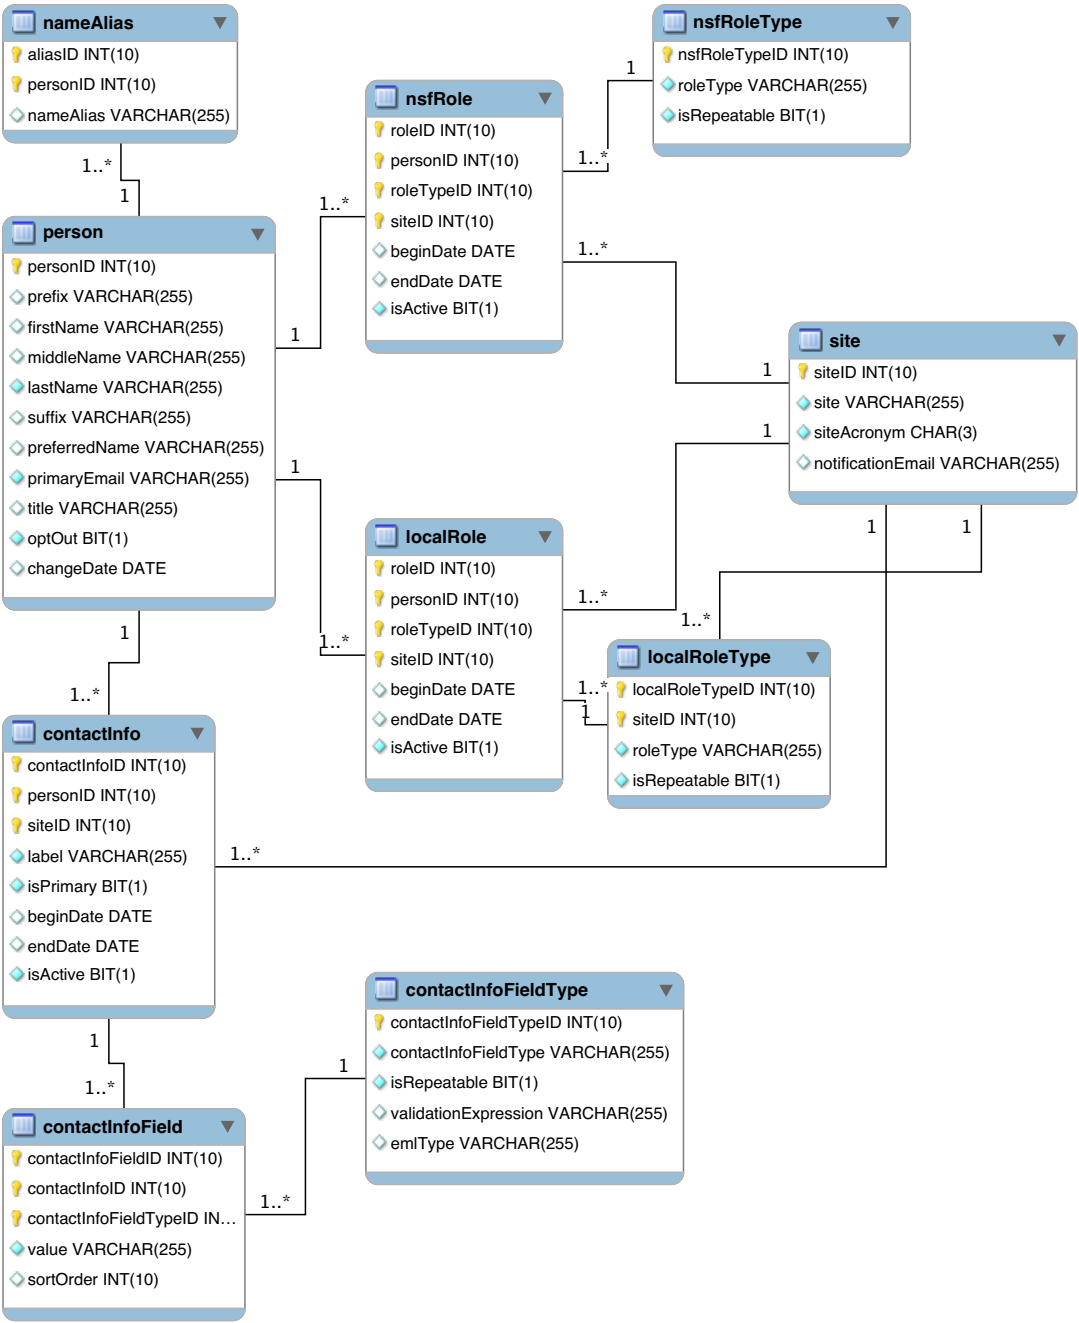 nameAlias
aliasID INT(10)
personID INT(10)
nameAlias VARCHAR(255)
1..*
1
person
personID INT(10)
prefix VARCHAR(255)
firstName VARCHAR(255)
middleName VARCHAR(255)
lastName VARCHAR(255)
suffix VARCHAR(255)
preferredName VARCHAR(255)
primaryEmail VARCHAR(255)
title VARCHAR(255)
optOut BIT(1)
changeDate DATE
1
1..*
1
1..*
1
1..*
nsfRole
roleID INT(10)
personID INT(10)
roleTypeID INT(10)
siteID INT(10)
beginDate DATE
endDate DATE
isActive BIT(1)
1..*
1
1..*
1
nsfRoleType
nsfRoleTypeID INT(10)
roleType VARCHAR(255)
isRepeatable BIT(1)
site
siteID INT(10)
site VARCHAR(255)
siteAcronym CHAR(3)
notificationEmail VARCHAR(255)
1
1
1
localRole
roleID INT(10)
personID INT(10)
roleTypeID INT(10)
siteID INT(10)
beginDate DATE
endDate DATE
isActive BIT(1)
1..*
1..*
1
1..*
localRoleType
localRoleTypeID INT(10)
siteID INT(10)
roleType VARCHAR(255)
isRepeatable BIT(1)
contactInfo
contactInfoID INT(10)
personID INT(10)
siteID INT(10)
label VARCHAR(255)
isPrimary BIT(1)
beginDate DATE
endDate DATE
isActive BIT(1)
1..*
1
1..*
contactInfoField
contactInfoFieldID INT(10)
contactInfoID INT(10)
contactInfoFieldTypeID IN...
value VARCHAR(255)
sortOrder INT(10)
1..*
1
contactInfoFieldType
contactInfoFieldTypeID INT(10)
contactInfoFieldType VARCHAR(255)
isRepeatable BIT(1)
validationExpression VARCHAR(255)
emlType VARCHAR(255)